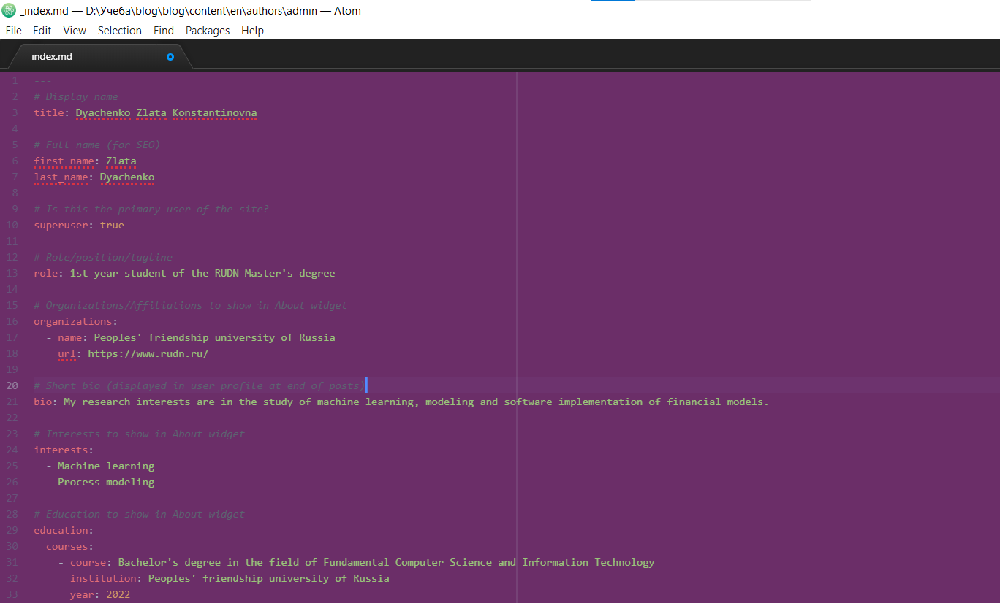 _index.md — D:\Учеба\blog\blog\content\en\authors\admin — Atom
File Edit View Selection Find Packages Help
_index.md
1 ---
2 # Display name
3 title: Dyachenko Zlata Konstantinovna
4
5 # Full name (for SEO)
6 first_name: Zlata
7 last_name: Dyachenko
8
9 # Is this the primary user of the site?
10 superuser: true
11
12 # Role/position/tagline
13 role: 1st year student of the RUDN Master's degree
14
15 # Organizations/Affiliations to show in About widget
16 organizations:
17 - name: Peoples' friendship university of Russia
18 url: https://www.rudn.ru/
19
20 # Short bio (displayed in user profile at end of posts)
21 bio: My research interests are in the study of machine learning, modeling and software implementation of financial models.
22
23 # Interests to show in About widget
24 interests:
25 - Machine learning
26 - Process modeling
27
28 # Education to show in About widget
29 education:
30 courses:
31 - course: Bachelor's degree in the field of Fundamental Computer Science and Information Technology
32 institution: Peoples' friendship university of Russia
33 year: 2022